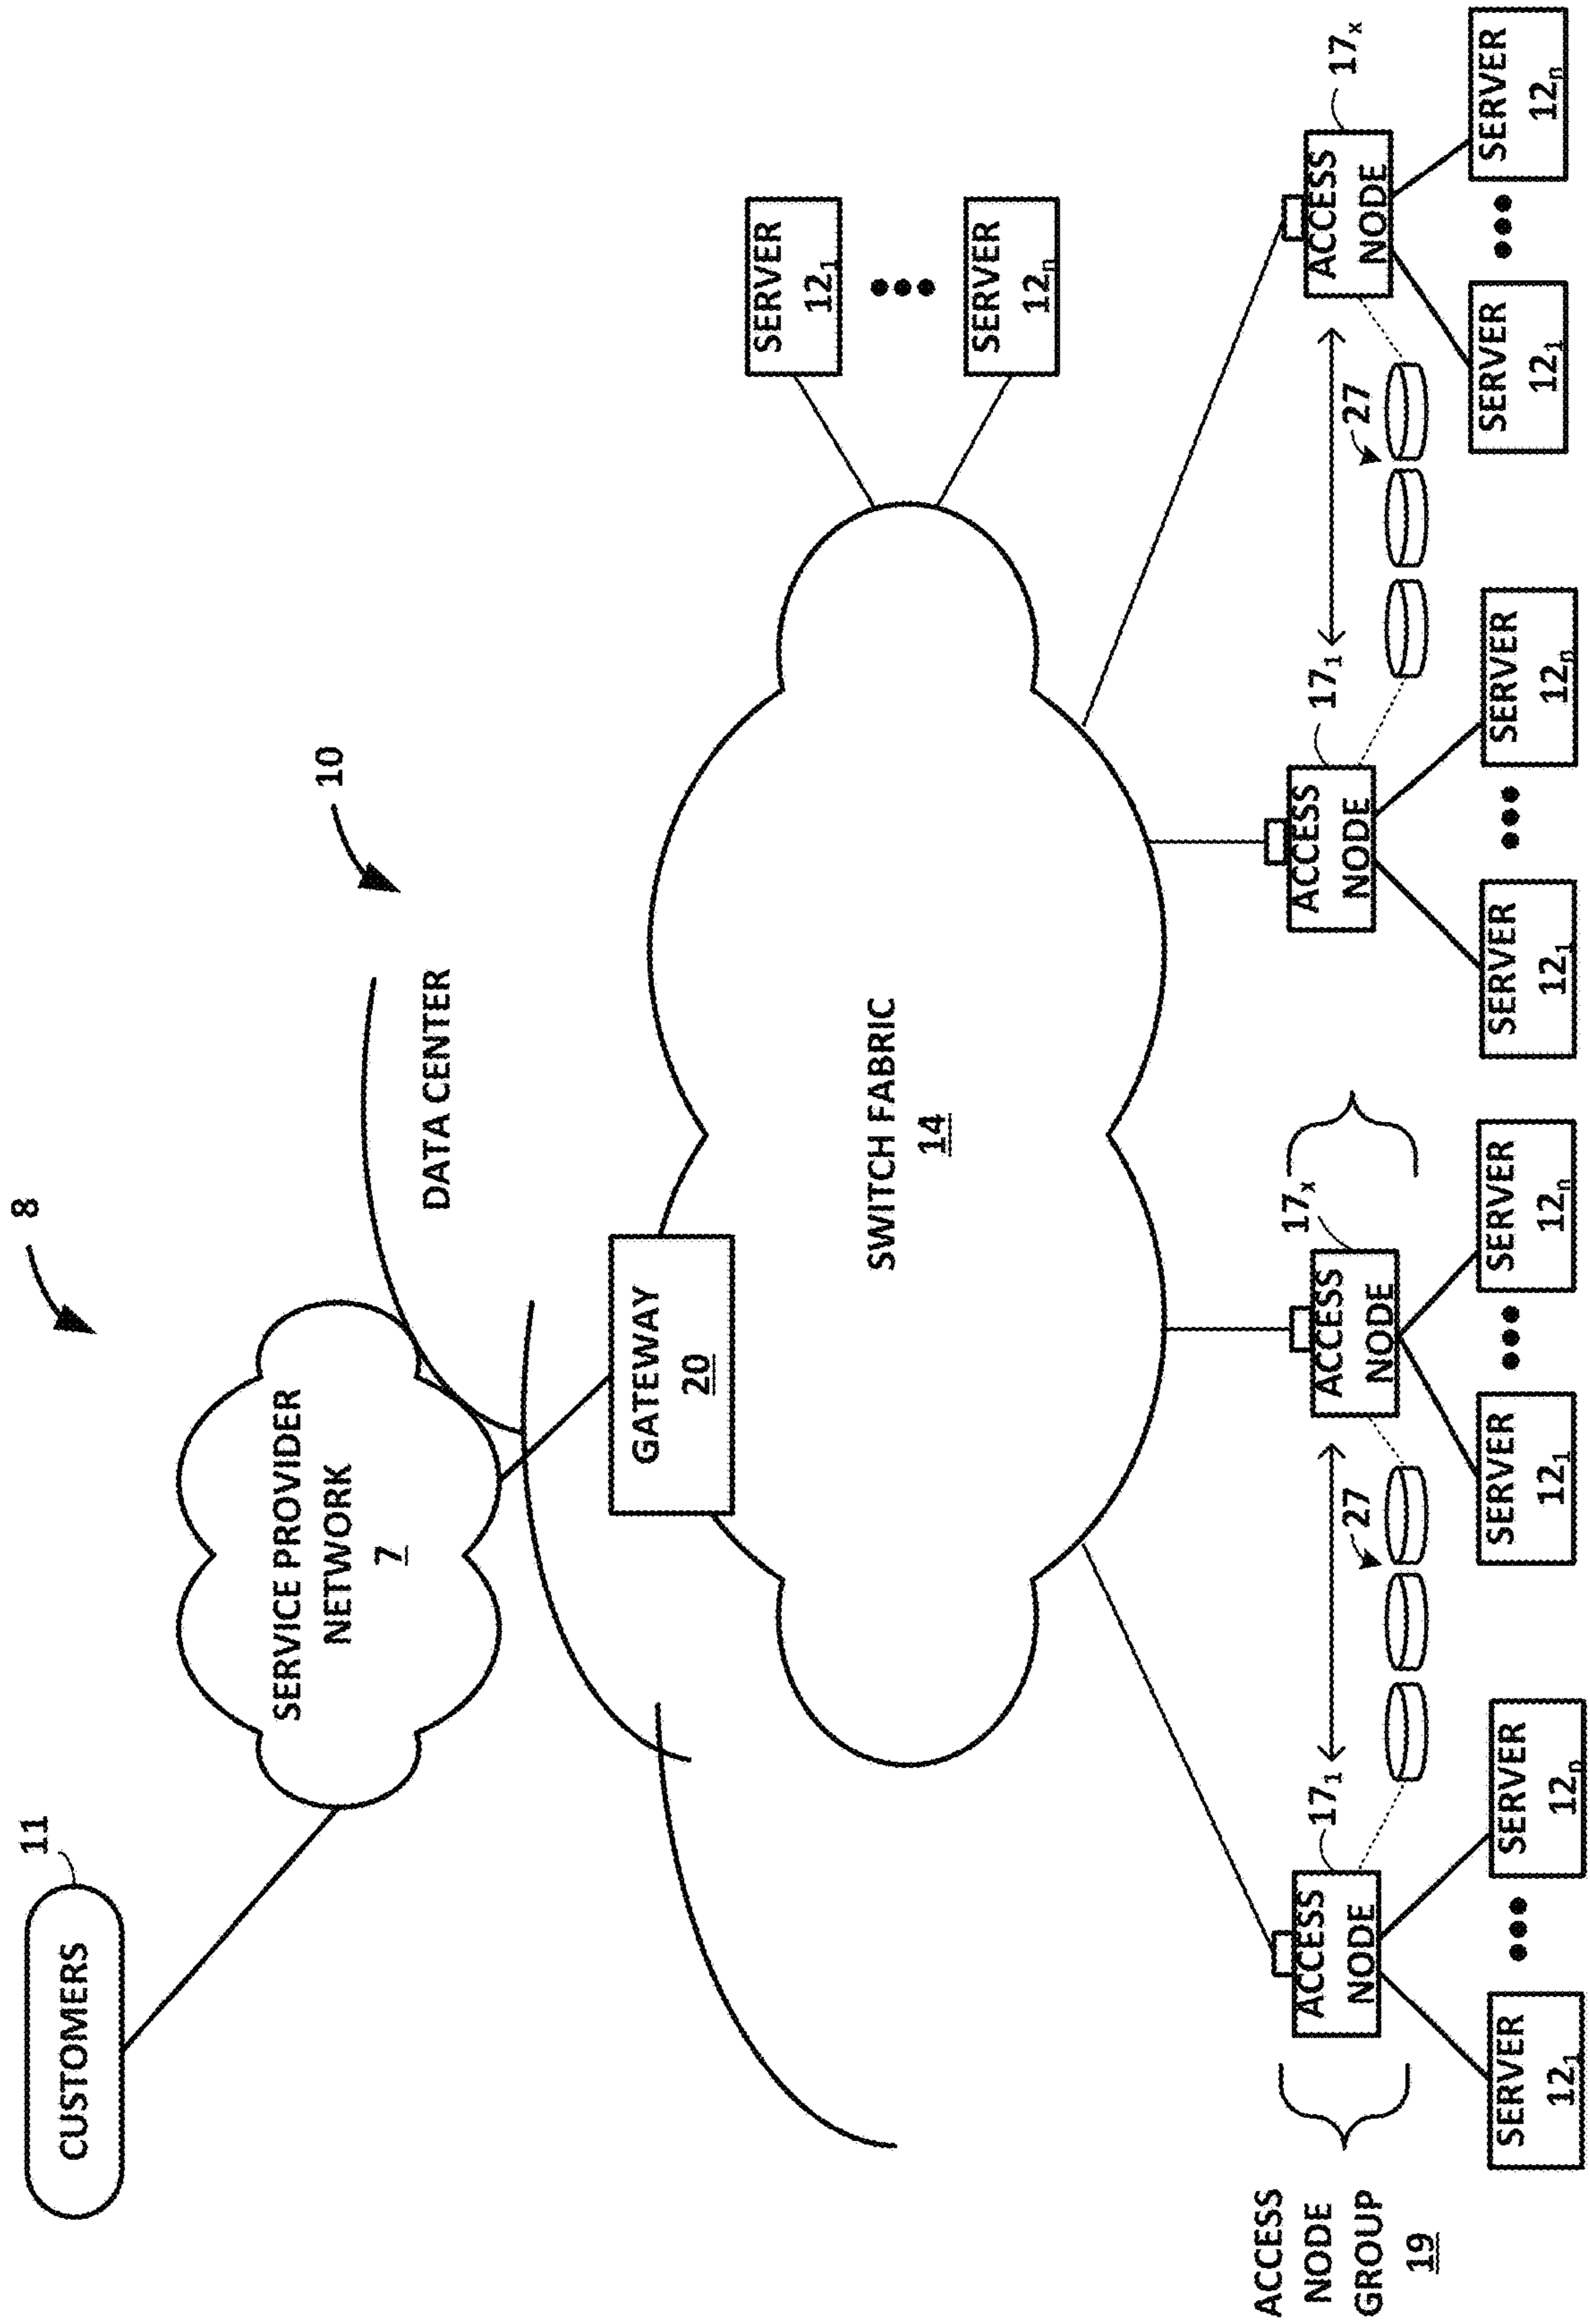 8
CUSTOMERS
11
SERVICE PROVIDER
NETWORK
7
10
DATA CENTER
GATEWAY
20
SWITCH FABRIC
14
SERVER
12₁
SERVER
12ₙ
ACCESS
NODE
GROUP
19
ACCESS
NODE
17₁
27
ACCESS
NODE
17ₓ
ACCESS
NODE
17₁
27
ACCESS
NODE
17ₓ
SERVER
12₁
SERVER
12ₙ
SERVER
12₁
SERVER
12ₙ
SERVER
12₁
SERVER
12ₙ
SERVER
12₁
SERVER
12ₙ